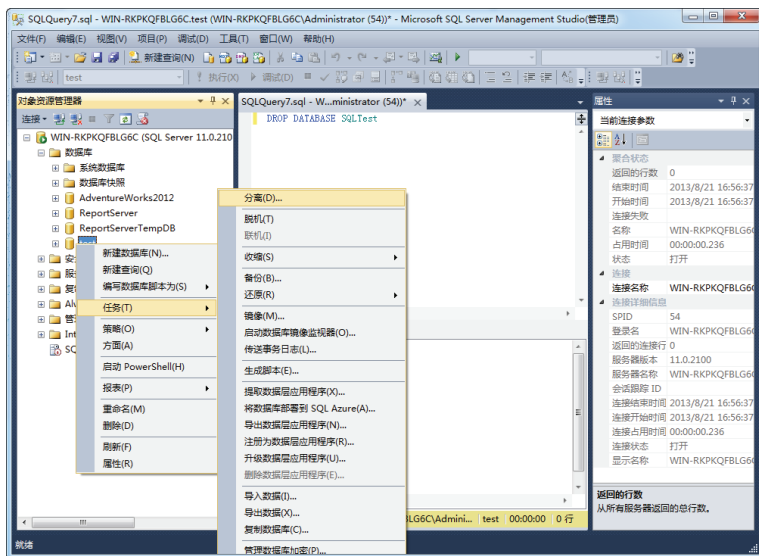 SQLQuery7.sql - WIN-RKPKQFBLG6C.test (WIN-RKPKQFBLG6C\Administrator (54))* - Microsoft SQL Server Management Studio(管理员)
文件(F) 编辑(E) 视图(V) 项目(P) 调试(D) 工具(T) 窗口(W) 帮助(H)
新建查询(N)
test 执行(X) 调试(D)
对象资源管理器
连接
WIN-RKPKQFBLG6C (SQL Server 11.0.210
数据库
系统数据库
数据库快照
AdventureWorks2012
ReportServer
ReportServerTempDB
安
服
复
Alv
管
Int
SQ
新建数据库(N)...
新建查询(Q)
编写数据库脚本为(S)
任务(T)
策略(O)
方面(A)
启动 PowerShell(H)
报表(P)
重命名(M)
删除(D)
刷新(F)
属性(R)
分离(D)...
脱机(T)
联机(I)
收缩(S)
备份(B)...
还原(R)
镜像(M)...
启动数据库镜像监视器(O)...
传送事务日志(L)...
生成脚本(E)...
提取数据层应用程序(X)...
将数据库部署到 SQL Azure(A)...
导出数据层应用程序(N)...
注册为数据层应用程序(R)...
升级数据层应用程序(U)...
删除数据层应用程序(E)...
导入数据(I)...
导出数据(X)...
复制数据库(C)...
管理数据库加密(P)...
SQLQuery7.sql - W...ministrator (54))*
DROP DATABASE SQLTest
LG6C\Admini... test 00:00:00 0 行
属性
当前连接参数
聚合状态
返回的行数 0
结束时间 2013/8/21 16:56:37
开始时间 2013/8/21 16:56:37
连接失败
名称 WIN-RKPKQFBLG6
占用时间 00:00:00.236
状态 打开
连接
连接名称 WIN-RKPKQFBLG6
连接详细信息
SPID 54
登录名 WIN-RKPKQFBLG6
返回的连接行 0
服务器版本 11.0.2100
服务器名称 WIN-RKPKQFBLG6
会话跟踪 ID
连接结束时间 2013/8/21 16:56:37
连接开始时间 2013/8/21 16:56:37
连接占用时间 00:00:00.236
连接状态 打开
显示名称 WIN-RKPKQFBLG6
返回的行数
从所有服务器返回的总行数。
就绪